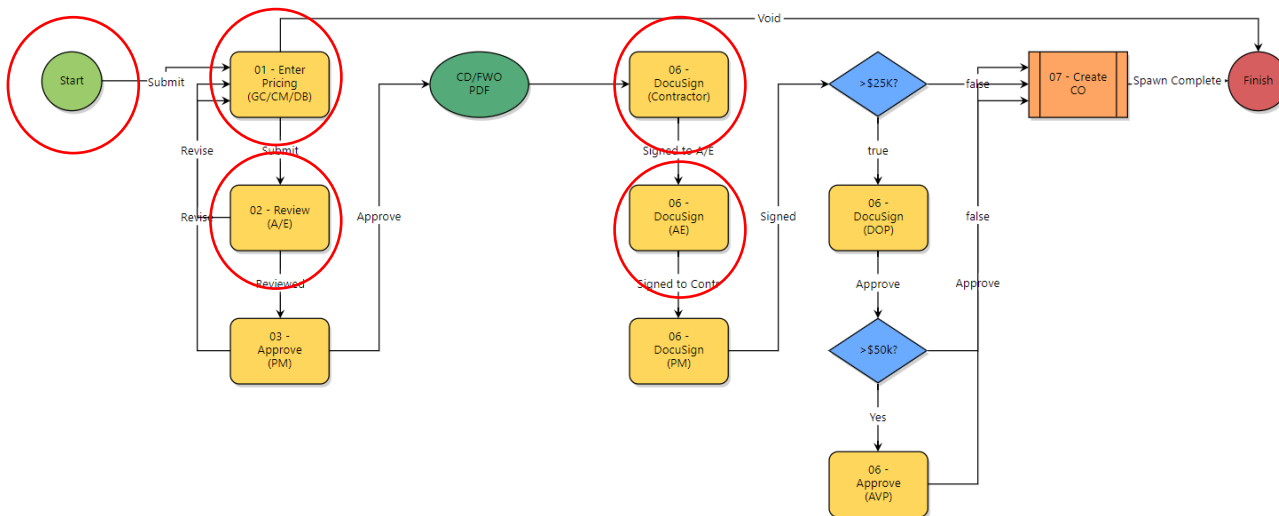 Void
Start
Submit
01 - Enter
Pricing
(GC/CM/DB)
CD/FWO
PDF
06 -
DocuSign
(Contractor)
>$25K?
false
07 - Create
CO
Spawn Complete
Finish
Revise
Submit
Signed to A/E
true
02 - Review
(A/E)
Revise
Approve
06 -
DocuSign
(AE)
Signed
06 -
DocuSign
(DOP)
false
Reviewed
Signed to Contr
Approve
Approve
03 -
Approve
(PM)
06 -
DocuSign
(PM)
>$50k?
Yes
06 -
Approve
(AVP)